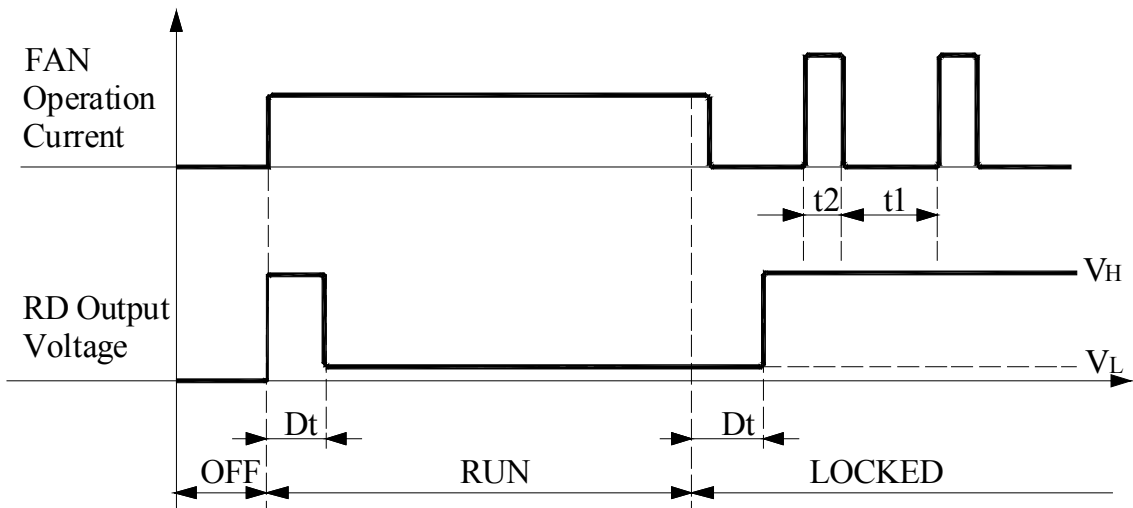 FAN
Operation
Current
t2
t1
VH
RD Output
Voltage
VL
Dt
Dt
OFF
RUN
LOCKED